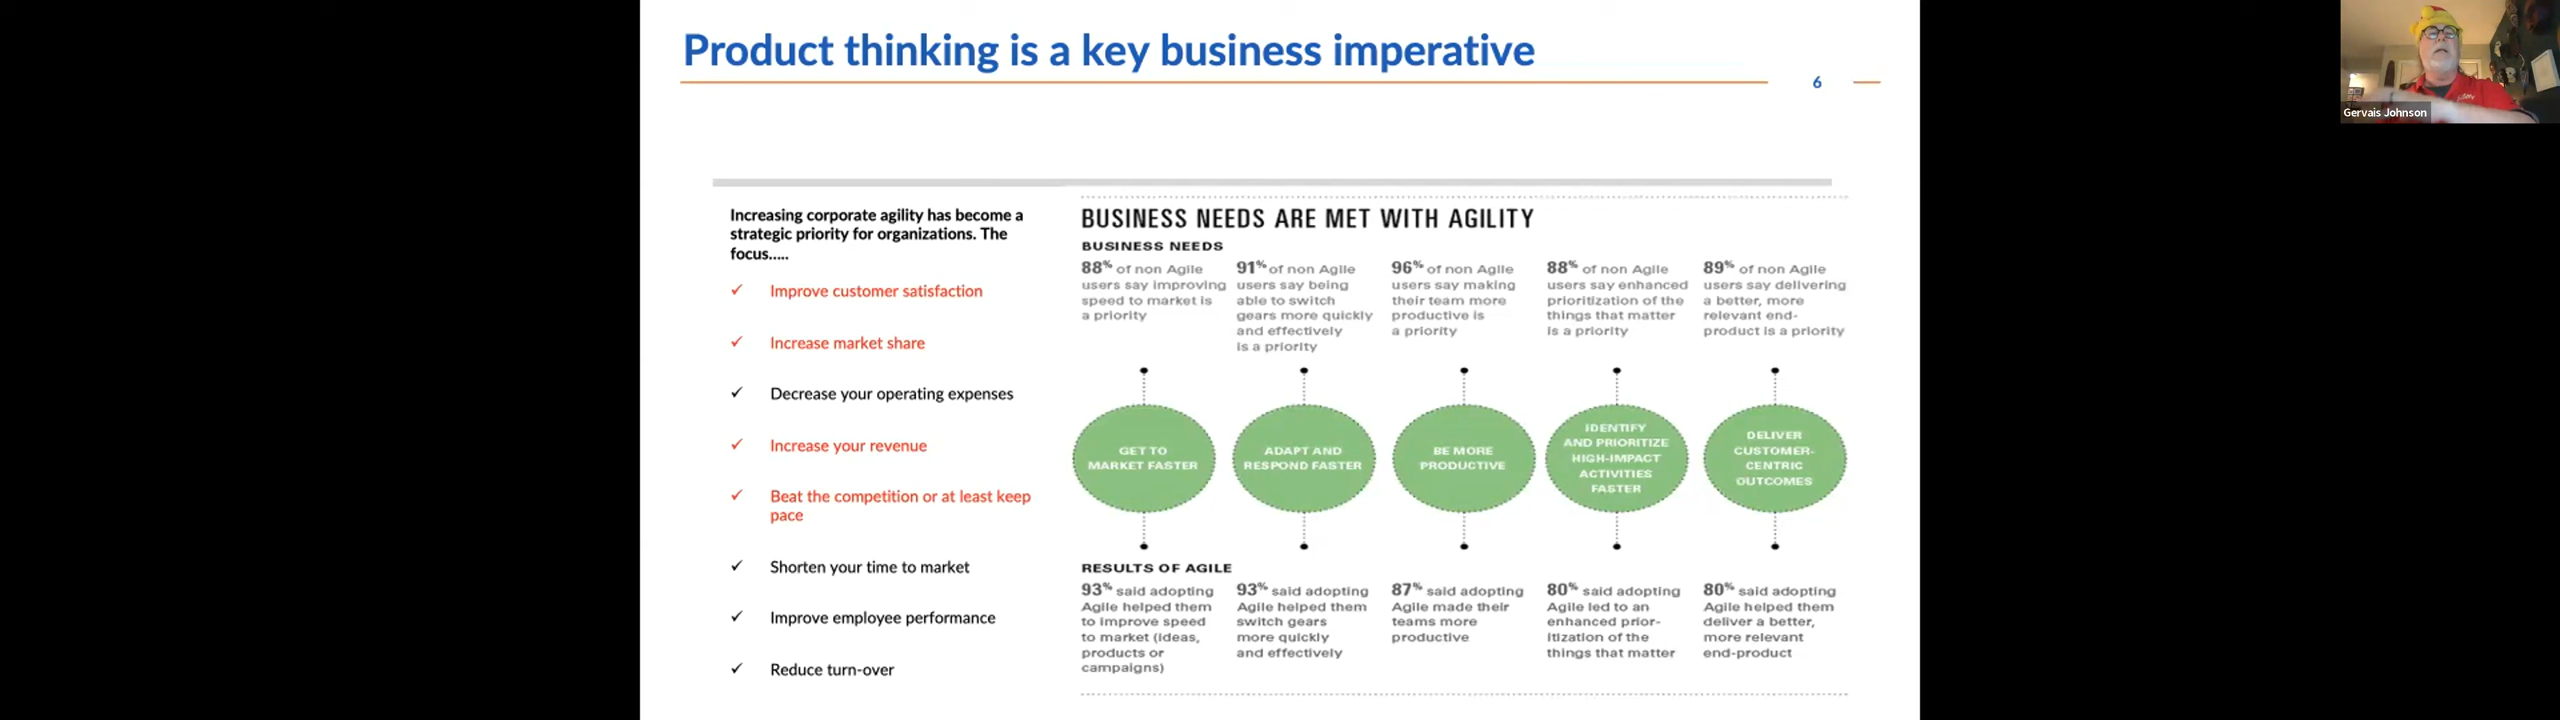 Product thinking is a key business imperative
6
Gervais Johnson
Increasing corporate agility has become a
strategic priority for organizations. The
focus.....
✓ Improve customer satisfaction
✓ Increase market share
✓ Decrease your operating expenses
✓ Increase your revenue
✓ Beat the competition or at least keep
pace
✓ Shorten your time to market
✓ Improve employee performance
✓ Reduce turn-over
BUSINESS NEEDS ARE MET WITH AGILITY
BUSINESS NEEDS
88% of non Agile
users say improving
speed to market is
a priority
91% of non Agile
users say being
able to switch
gears more quickly
and effectively
is a priority
96% of non Agile
users say making
their team more
productive is
a priority
88% of non Agile
users say enhanced
prioritization of the
things that matter
is a priority
89% of non Agile
users say delivering
a better, more
relevant end-
product is a priority
GET TO
MARKET FASTER
ADAPT AND
RESPOND FASTER
BE MORE
PRODUCTIVE
IDENTIFY
AND PRIORITIZE
HIGH-IMPACT
ACTIVITIES
FASTER
DELIVER
CUSTOMER-
CENTRIC
OUTCOMES
RESULTS OF AGILE
93% said adopting
Agile helped them
to improve speed
to market (ideas,
products or
campaigns)
93% said adopting
Agile helped them
switch gears
more quickly
and effectively
87% said adopting
Agile made their
teams more
productive
80% said adopting
Agile led to an
enhanced prior-
itization of the
things that matter
80% said adopting
Agile helped them
deliver a better,
more relevant
end-product